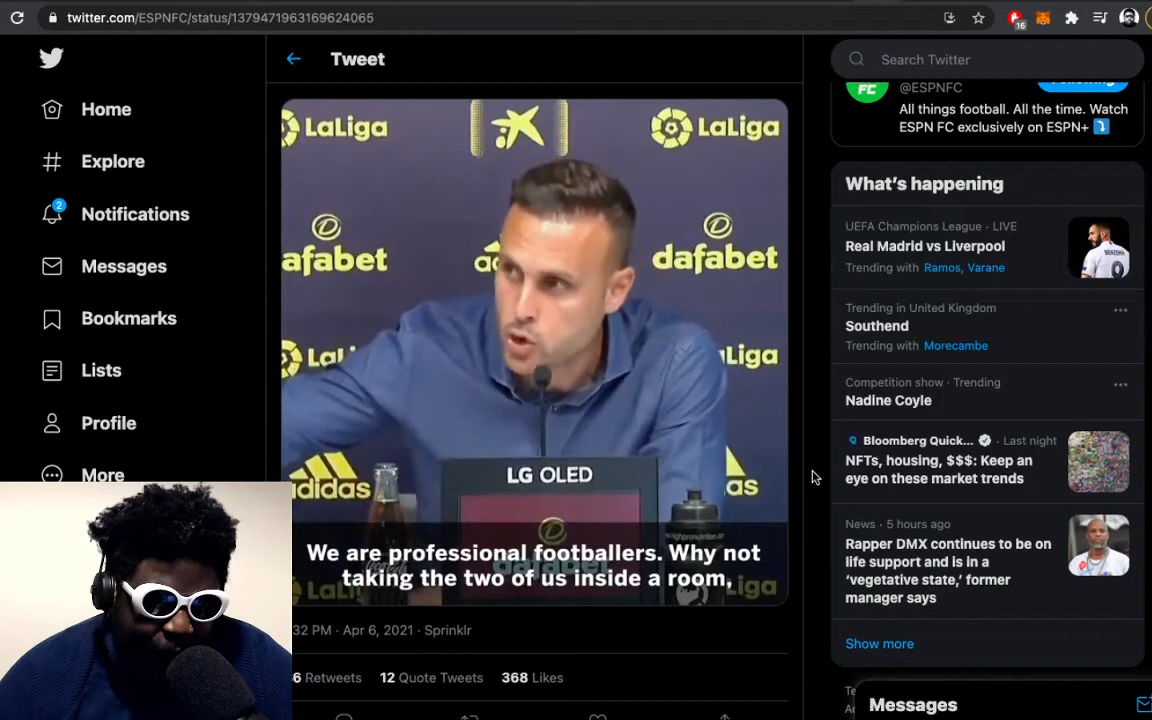 twitter.com/ESPNFC/status/1379471963169624065
16
Home
Explore
2
Notifications
Messages
Bookmarks
Lists
Profile
More
Tweet
LaLiga
LaLiga
dafabet
dafabet
LaLiga
adidas
LG OLED
We are professional footballers. Why not
taking the two of us inside a room,
32 PM · Apr 6, 2021 · Sprinklr
6 Retweets 12 Quote Tweets 368 Likes
Search Twitter
FC
@ESPNFC
Following
All things football. All the time. Watch
ESPN FC exclusively on ESPN+
What's happening
UEFA Champions League · LIVE
Real Madrid vs Liverpool
Trending with Ramos, Varane
Trending in United Kingdom
Southend
Trending with Morecambe
Competition show · Trending
Nadine Coyle
Bloomberg Quick... · Last night
NFTs, housing, $$$: Keep an
eye on these market trends
News · 5 hours ago
Rapper DMX continues to be on
life support and is in a
'vegetative state,' former
manager says
Show more
Messages